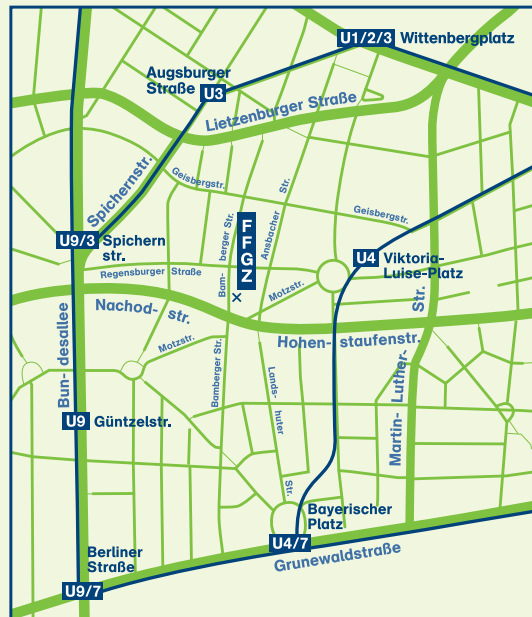 U1/2/3 Wittenbergplatz
Augsburger
Straße
U3
Lietzenburger Straße
Spichernstr.
Geisbergstr.
Ansbacher Str.
Geisbergstr.
Bam-berger Str.
FFGZ
U9/3 Spichern
str.
U4 Viktoria-
Luise-Platz
Regensburger Straße
Motzstr.
Nachod- str.
Hohen- staufenstr.
Martin- Luther- Str.
Motzstr.
Bun- desallee
Bamberger Str.
Lands-huter Str.
U9 Güntzelstr.
Bayerischer
Platz
U4/7
Grunewaldstraße
Berliner
Straße
U9/7